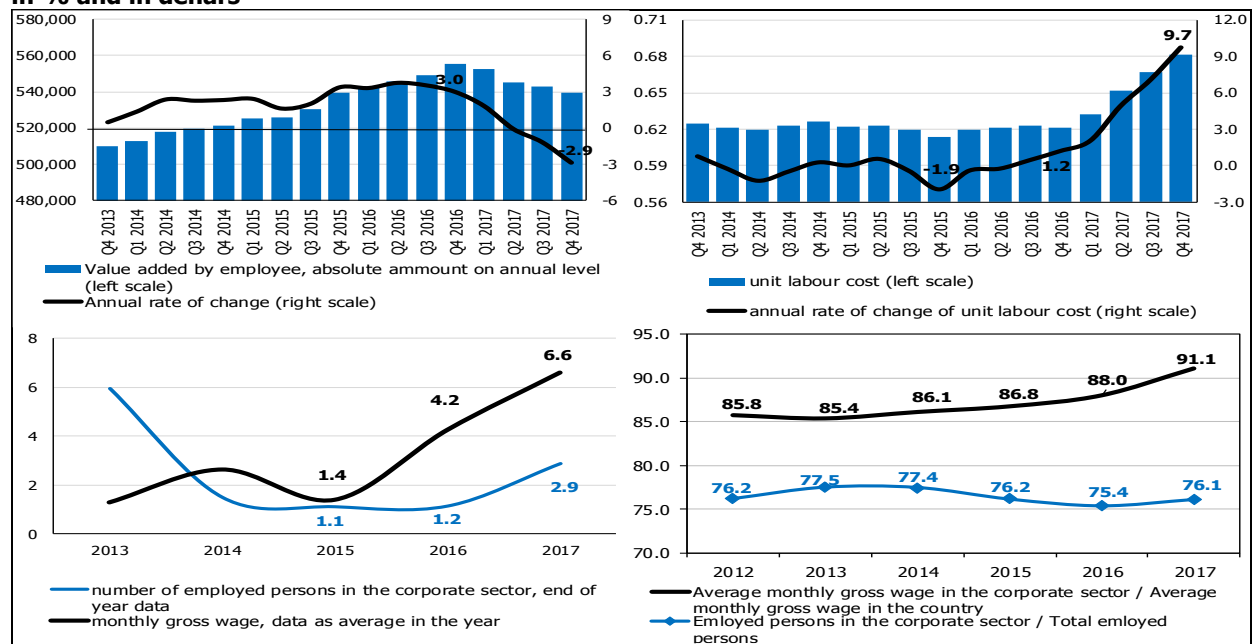 in % and in denars
580,000
560,000
540,000
520,000
500,000
480,000
9
6
3
0
-3
-6
3.0
-2.9
Q4 2013
Q1 2014
Q2 2014
Q3 2014
Q4 2014
Q1 2015
Q2 2015
Q3 2015
Q4 2015
Q1 2016
Q2 2016
Q3 2016
Q4 2016
Q1 2017
Q2 2017
Q3 2017
Q4 2017
Value added by employee, absolute ammount on annual level
(left scale)
Annual rate of change (right scale)
0.71
0.68
0.65
0.62
0.59
0.56
12.0
9.0
6.0
3.0
0.0
-3.0
9.7
-1.9
1.2
Q4 2013
Q1 2014
Q2 2014
Q3 2014
Q4 2014
Q1 2015
Q2 2015
Q3 2015
Q4 2015
Q1 2016
Q2 2016
Q3 2016
Q4 2016
Q1 2017
Q2 2017
Q3 2017
Q4 2017
unit labour cost (left scale)
annual rate of change of unit labour cost (right scale)
8
6
4
2
0
6.6
4.2
1.4
2.9
1.1
1.2
2013
2014
2015
2016
2017
number of employed persons in the corporate sector, end of
year data
monthly gross wage, data as average in the year
95.0
90.0
85.0
80.0
75.0
70.0
85.8
85.4
86.1
86.8
88.0
91.1
76.2
77.5
77.4
76.2
75.4
76.1
2012
2013
2014
2015
2016
2017
Average monthly gross wage in the corporate sector / Average
monthly gross wage in the country
Emloyed persons in the corporate sector / Total emloyed
persons